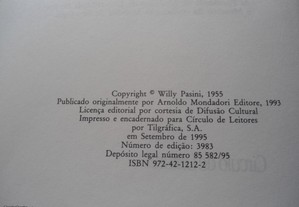 Copyright © Willy Pasini, 1955
Publicado originalmente por Arnoldo Mondadori Editore, 1993
Licença editorial por cortesia de Difusão Cultural
Impresso e encadernado para Círculo de Leitores
por Tilgráfica, S.A.
em Setembro de 1995
Número de edição: 3983
Depósito legal número 85 582/95
ISBN 972-42-1212-2